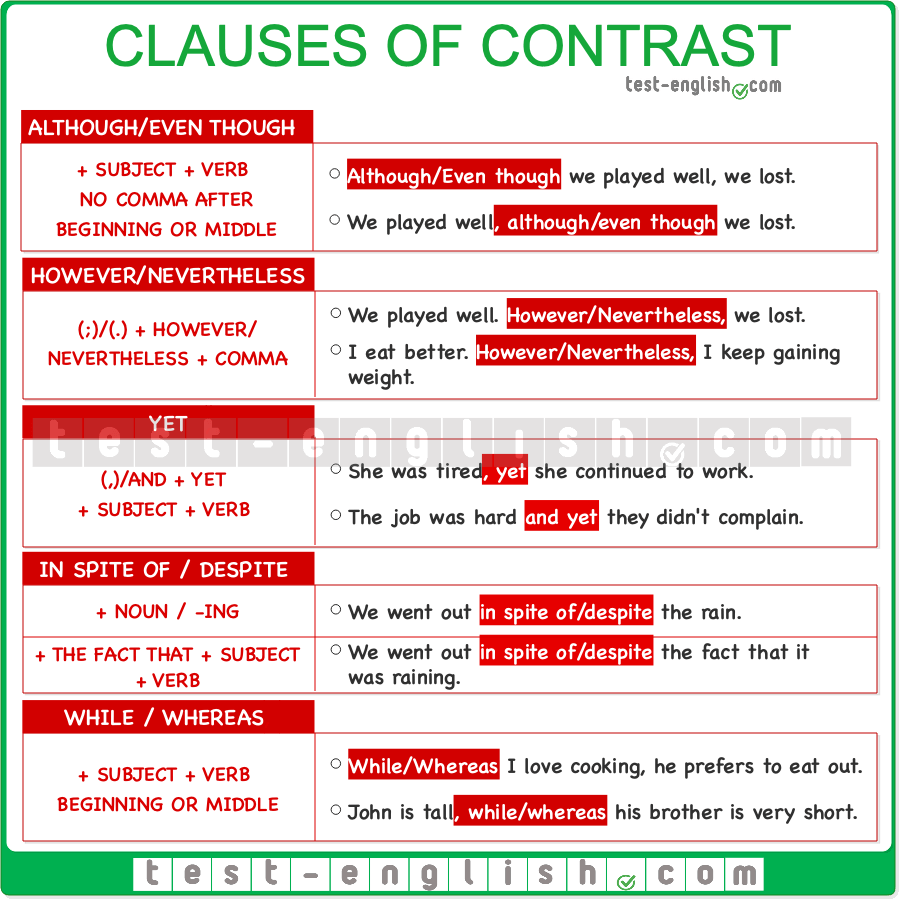 CLAUSES OF CONTRAST
test-english.com
ALTHOUGH/EVEN THOUGH
+ SUBJECT + VERB
NO COMMA AFTER
BEGINNING OR MIDDLE
Although/Even though we played well, we lost.
We played well, although/even though we lost.
HOWEVER/NEVERTHELESS
(;)/(.) + HOWEVER/
NEVERTHELESS + COMMA
We played well. However/Nevertheless, we lost.
I eat better. However/Nevertheless, I keep gaining
weight.
YET
test-english.com
(,)/AND + YET
+ SUBJECT + VERB
She was tired, yet she continued to work.
The job was hard and yet they didn't complain.
IN SPITE OF / DESPITE
+ NOUN / -ING
We went out in spite of/despite the rain.
+ THE FACT THAT + SUBJECT
+ VERB
We went out in spite of/despite the fact that it
was raining.
WHILE / WHEREAS
+ SUBJECT + VERB
BEGINNING OR MIDDLE
While/Whereas I love cooking, he prefers to eat out.
John is tall, while/whereas his brother is very short.
test-english.com